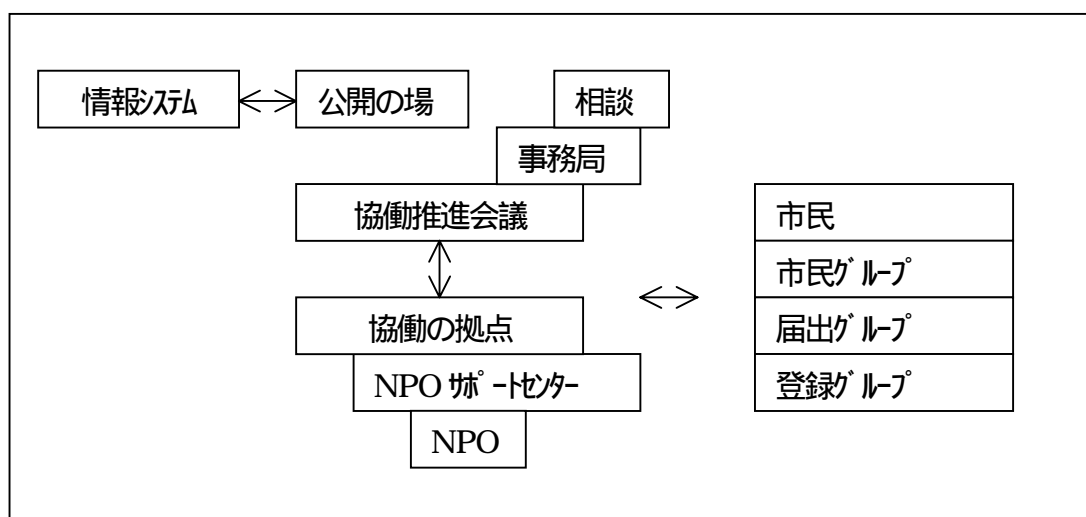 情報ｼｽﾃﾑ
公開の場
相談
事務局
協働推進会議
協働の拠点
NPO ｻﾎﾟｰﾄｾﾝﾀｰ
NPO
市民
市民ｸﾞﾙｰﾌﾟ
届出ｸﾞﾙｰﾌﾟ
登録ｸﾞﾙｰﾌﾟ